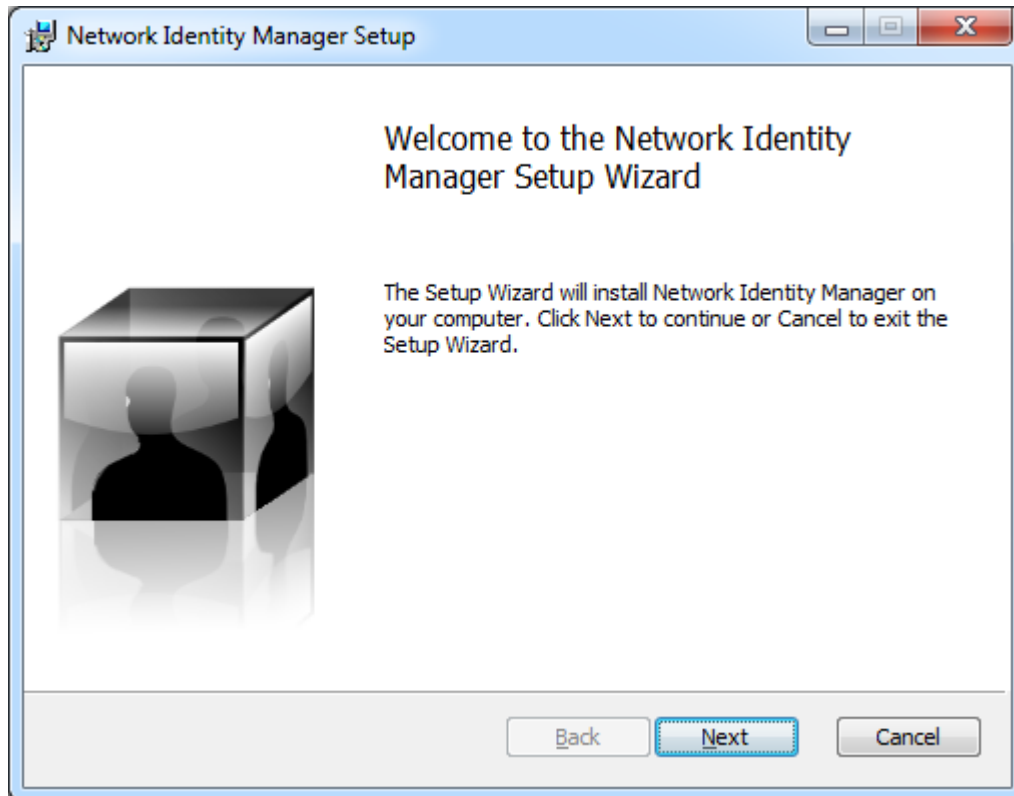 Network Identity Manager Setup
Welcome to the Network Identity
Manager Setup Wizard
The Setup Wizard will install Network Identity Manager on
your computer. Click Next to continue or Cancel to exit the
Setup Wizard.
Back
Next
Cancel